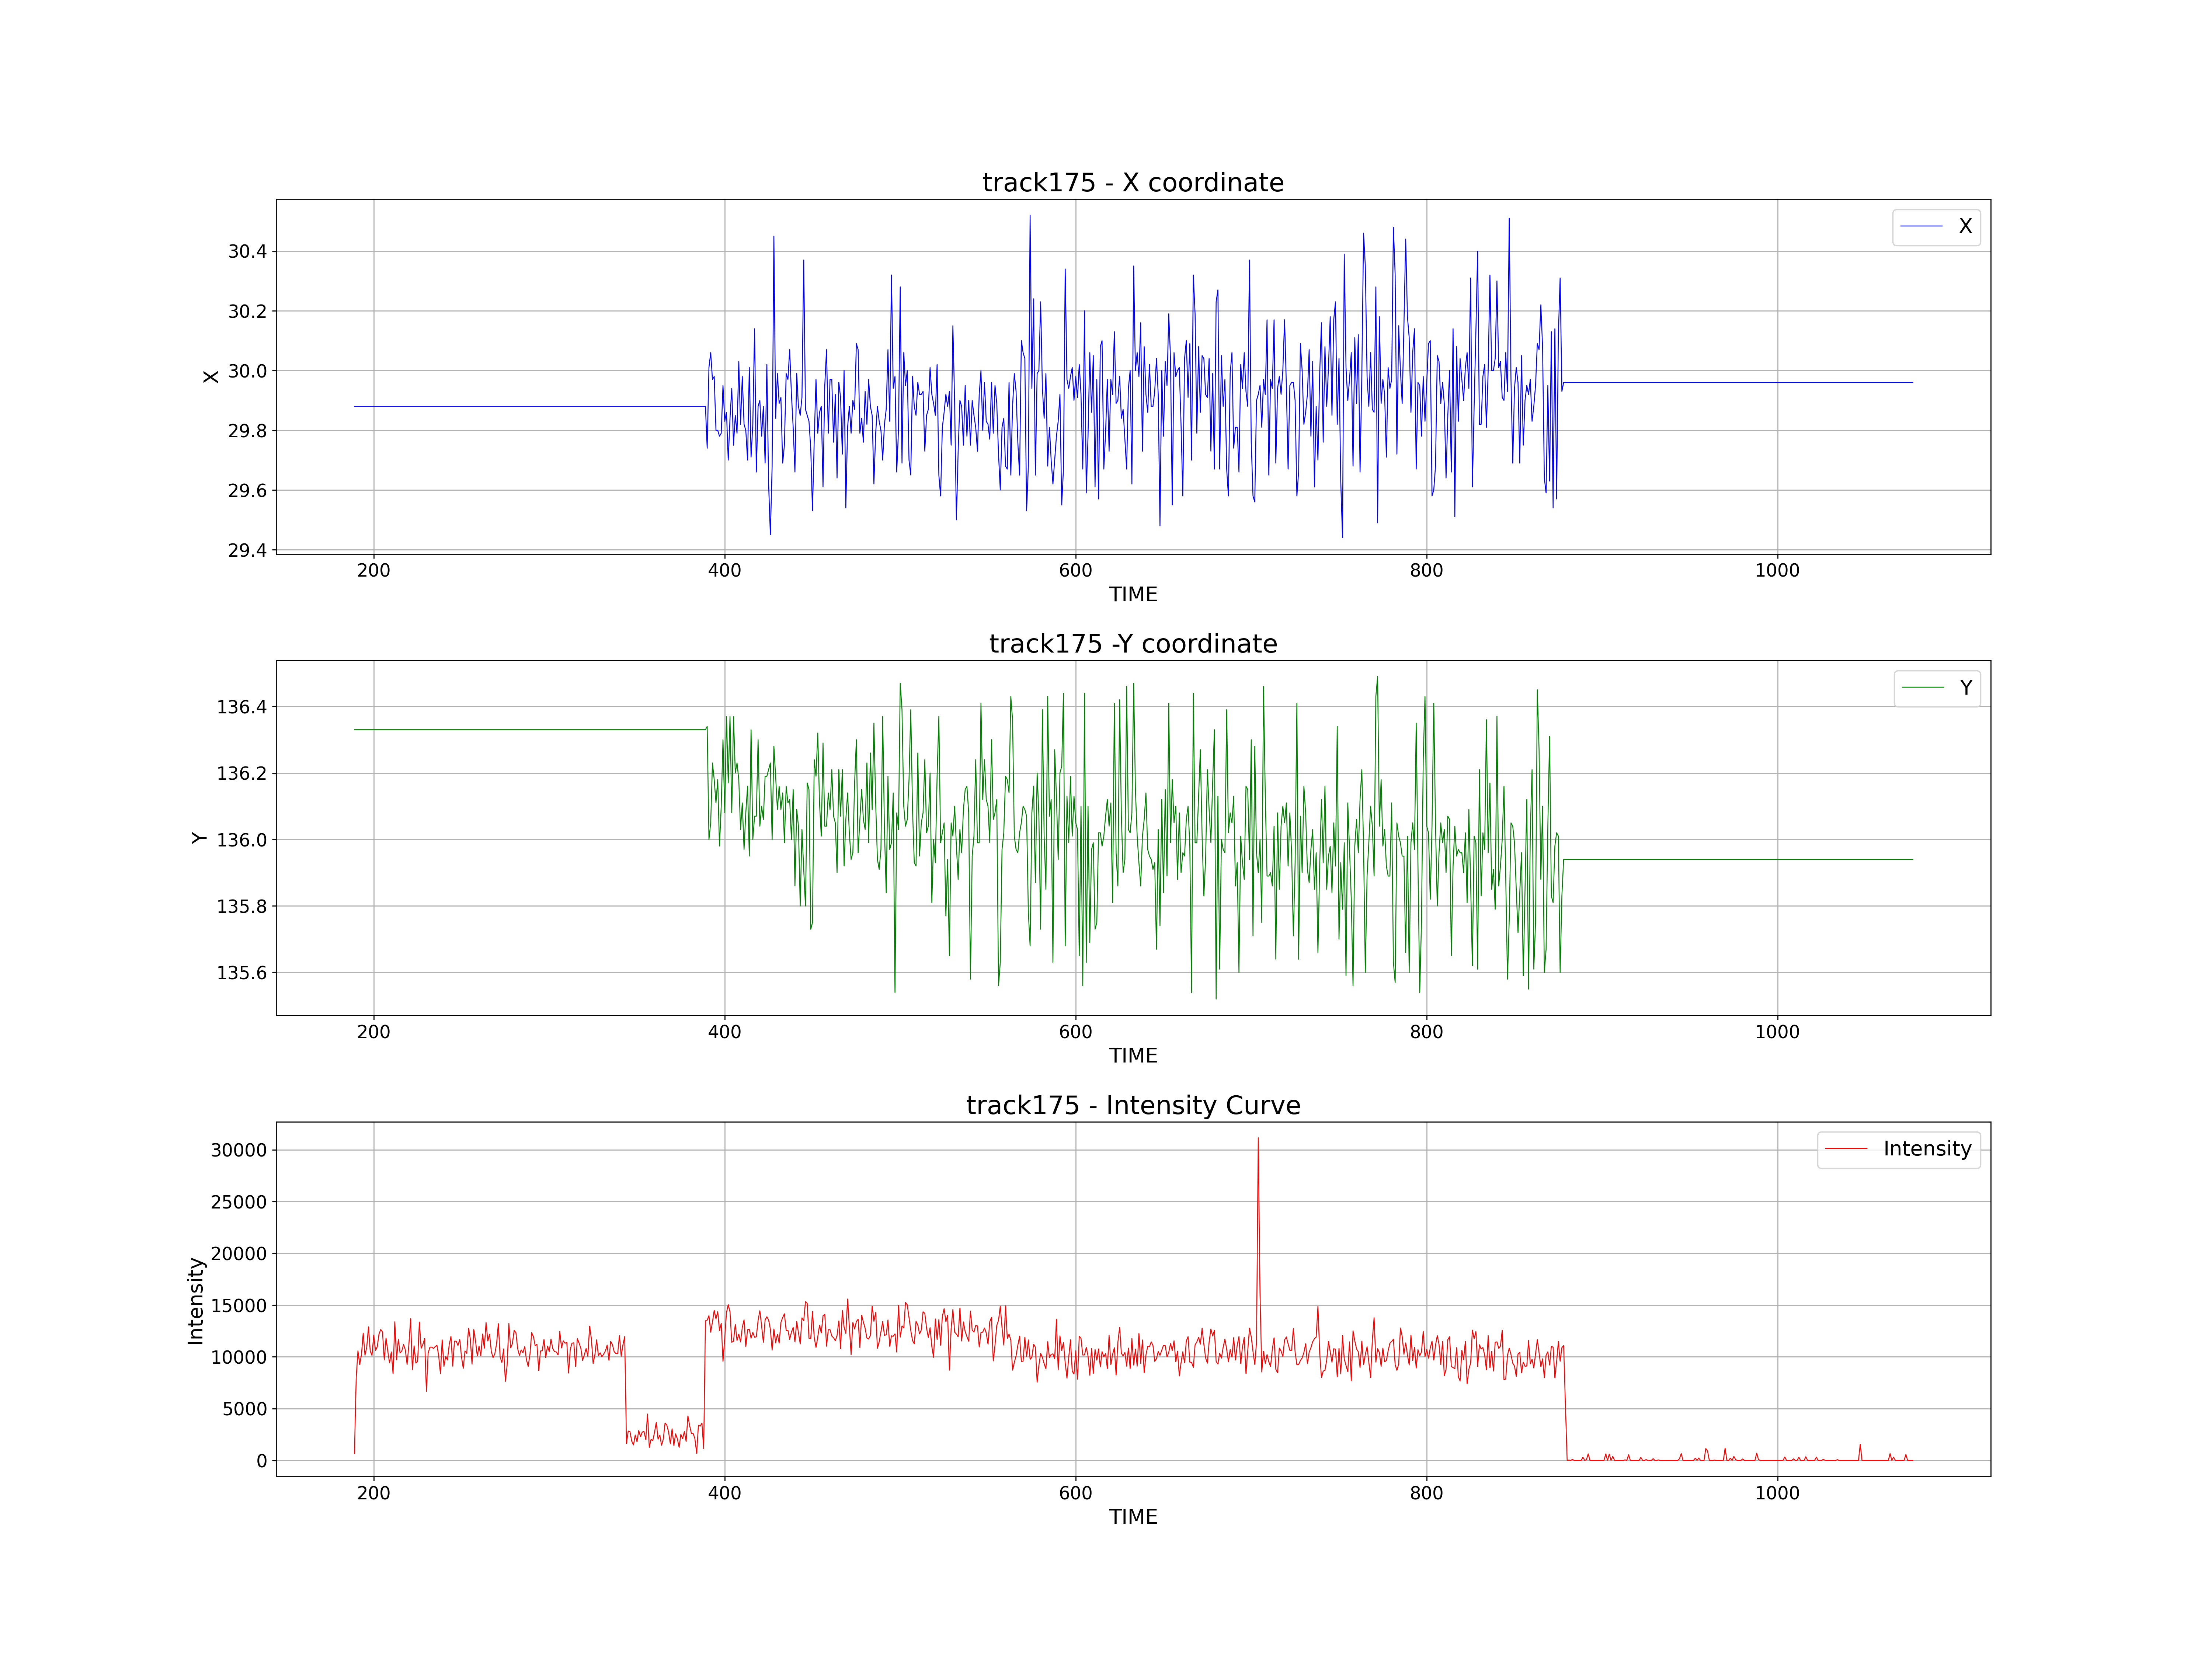 track175 - X coordinate
X
30.4
30.2
30.0
29.8
29.6
29.4
X
200 400 600 800 1000
TIME
track175 -Y coordinate
Y
136.4
136.2
136.0
135.8
135.6
Y
200 400 600 800 1000
TIME
track175 - Intensity Curve
Intensity
30000
25000
20000
15000
10000
5000
0
Intensity
200 400 600 800 1000
TIME